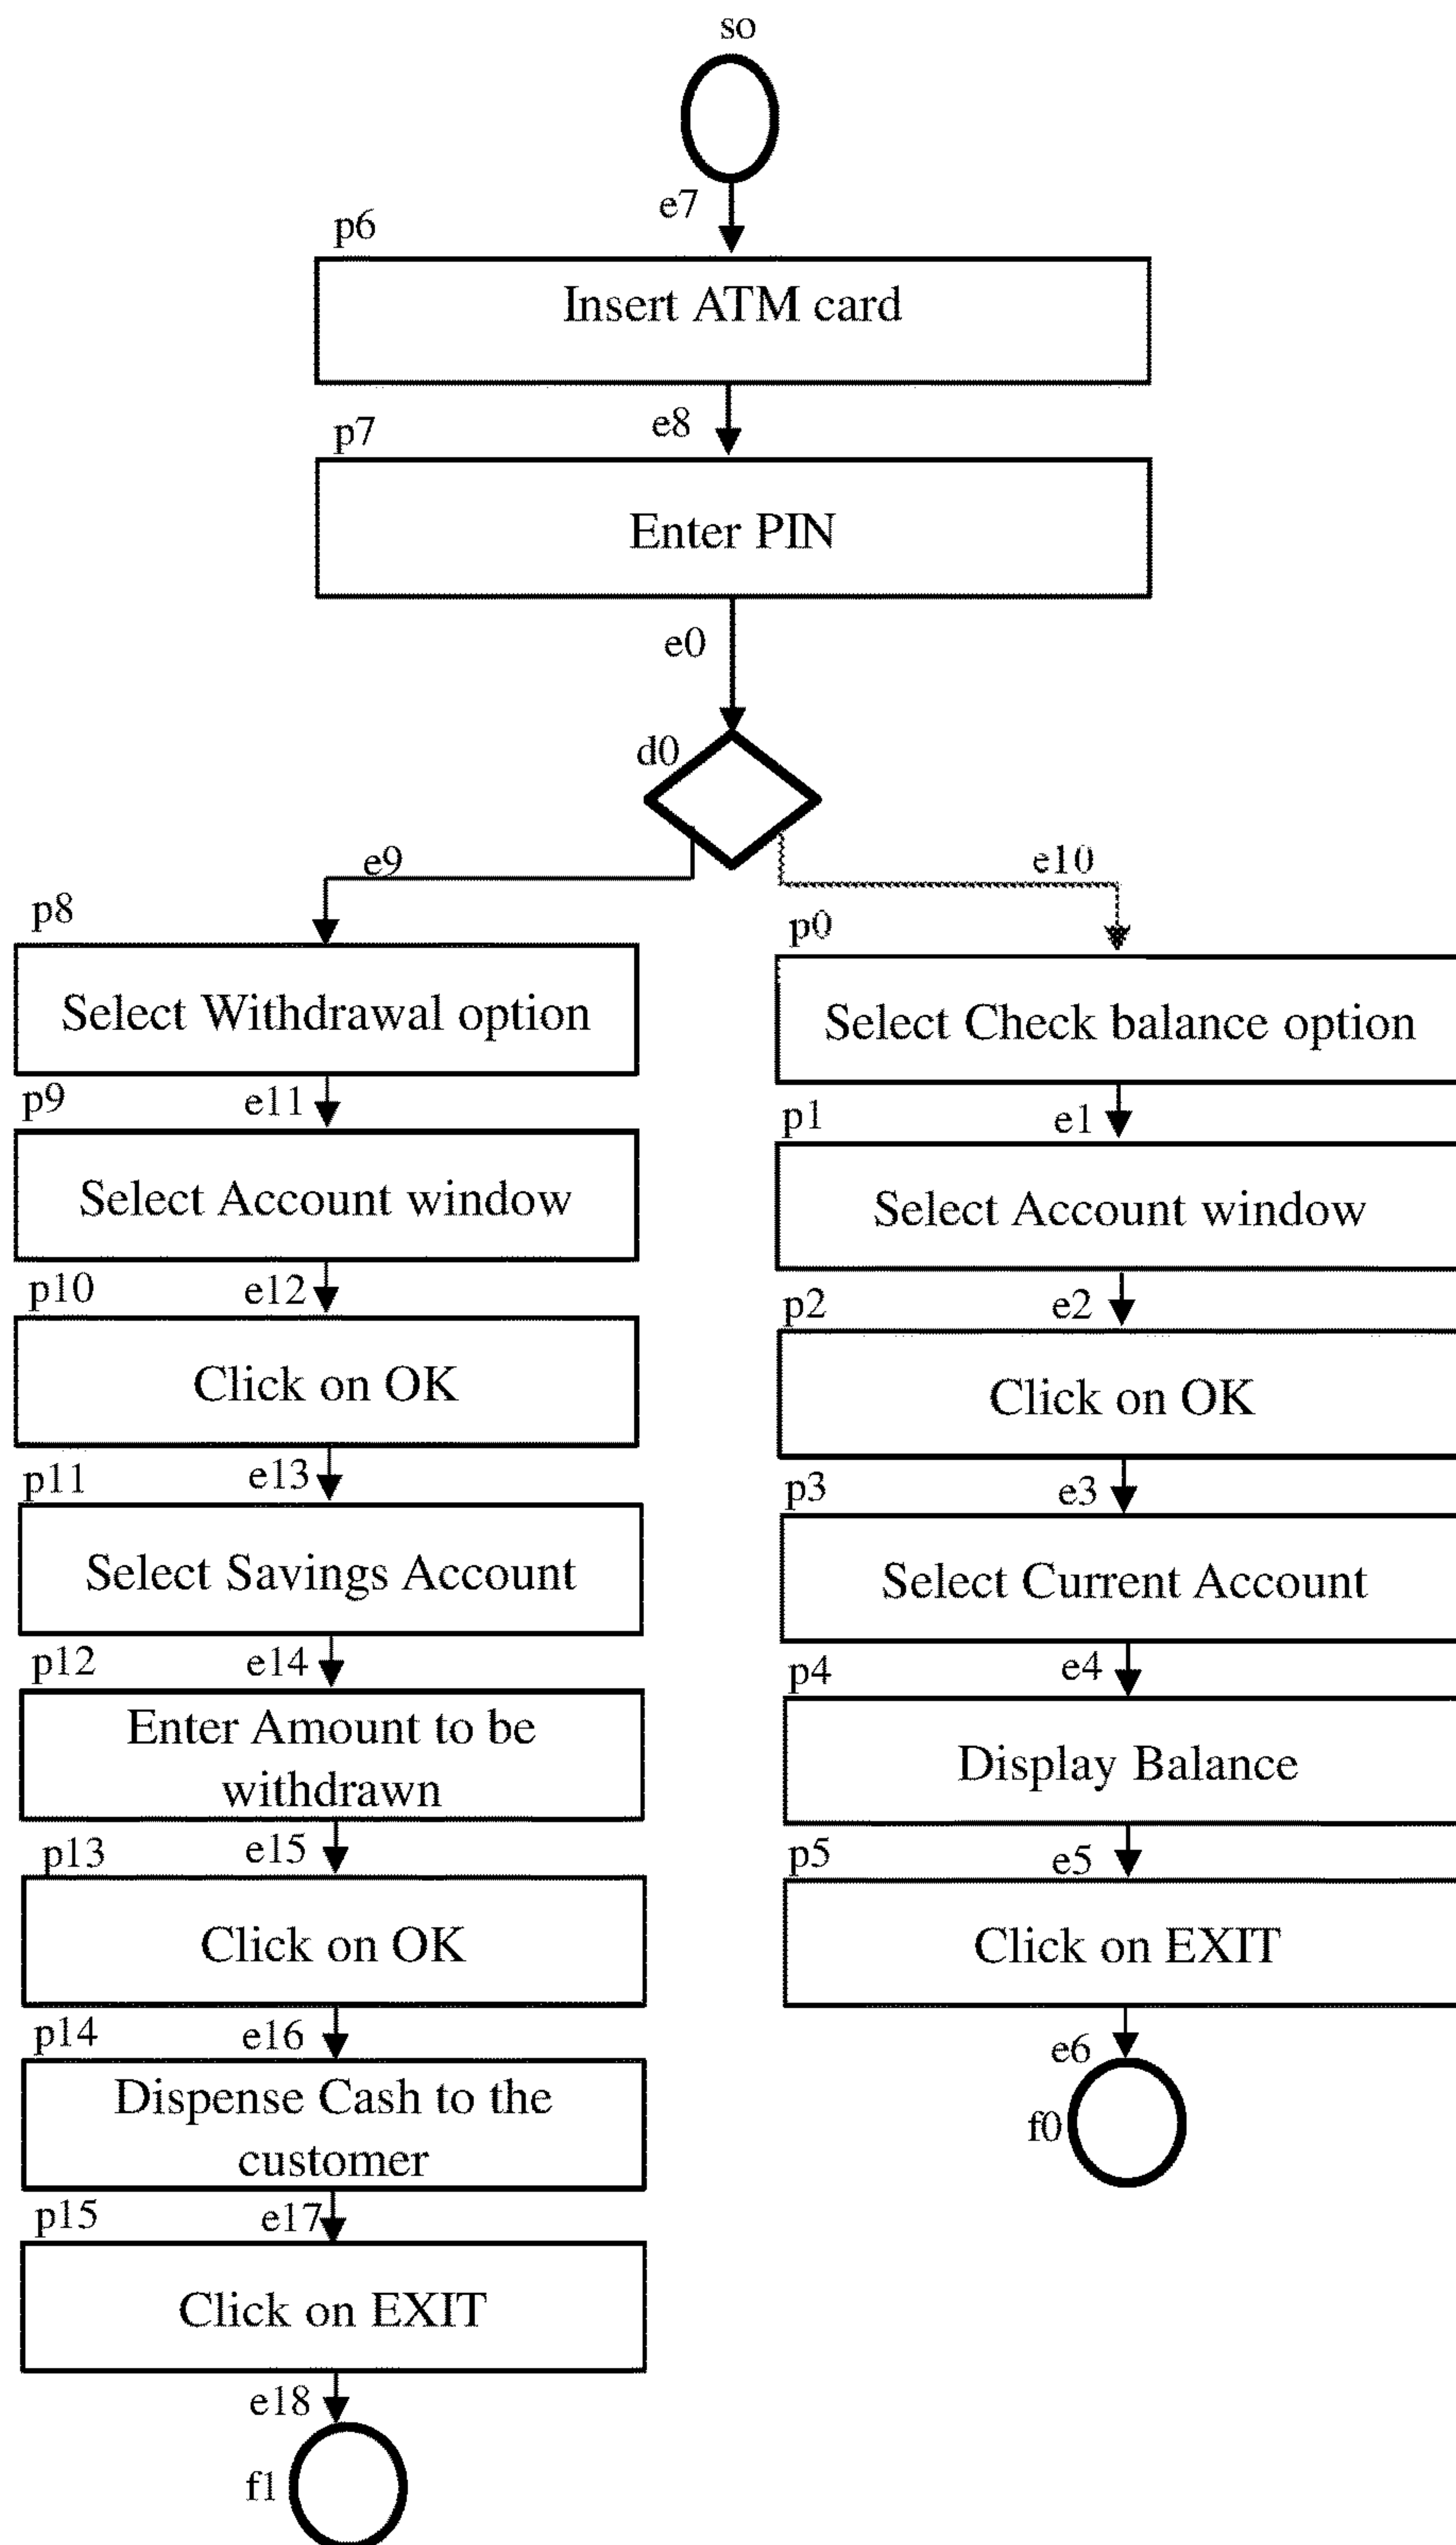 so
e7
p6
Insert ATM card
e8
p7
Enter PIN
e0
d0
e9
e10
p8
Select Withdrawal option
p9
e11
Select Account window
p10
e12
Click on OK
p11
e13
Select Savings Account
p12
e14
Enter Amount to be
withdrawn
p13
e15
Click on OK
p14
e16
Dispense Cash to the
customer
p15
e17
Click on EXIT
e18
f1
p0
Select Check balance option
p1
e1
Select Account window
p2
e2
Click on OK
p3
e3
Select Current Account
p4
e4
Display Balance
p5
e5
Click on EXIT
e6
f0